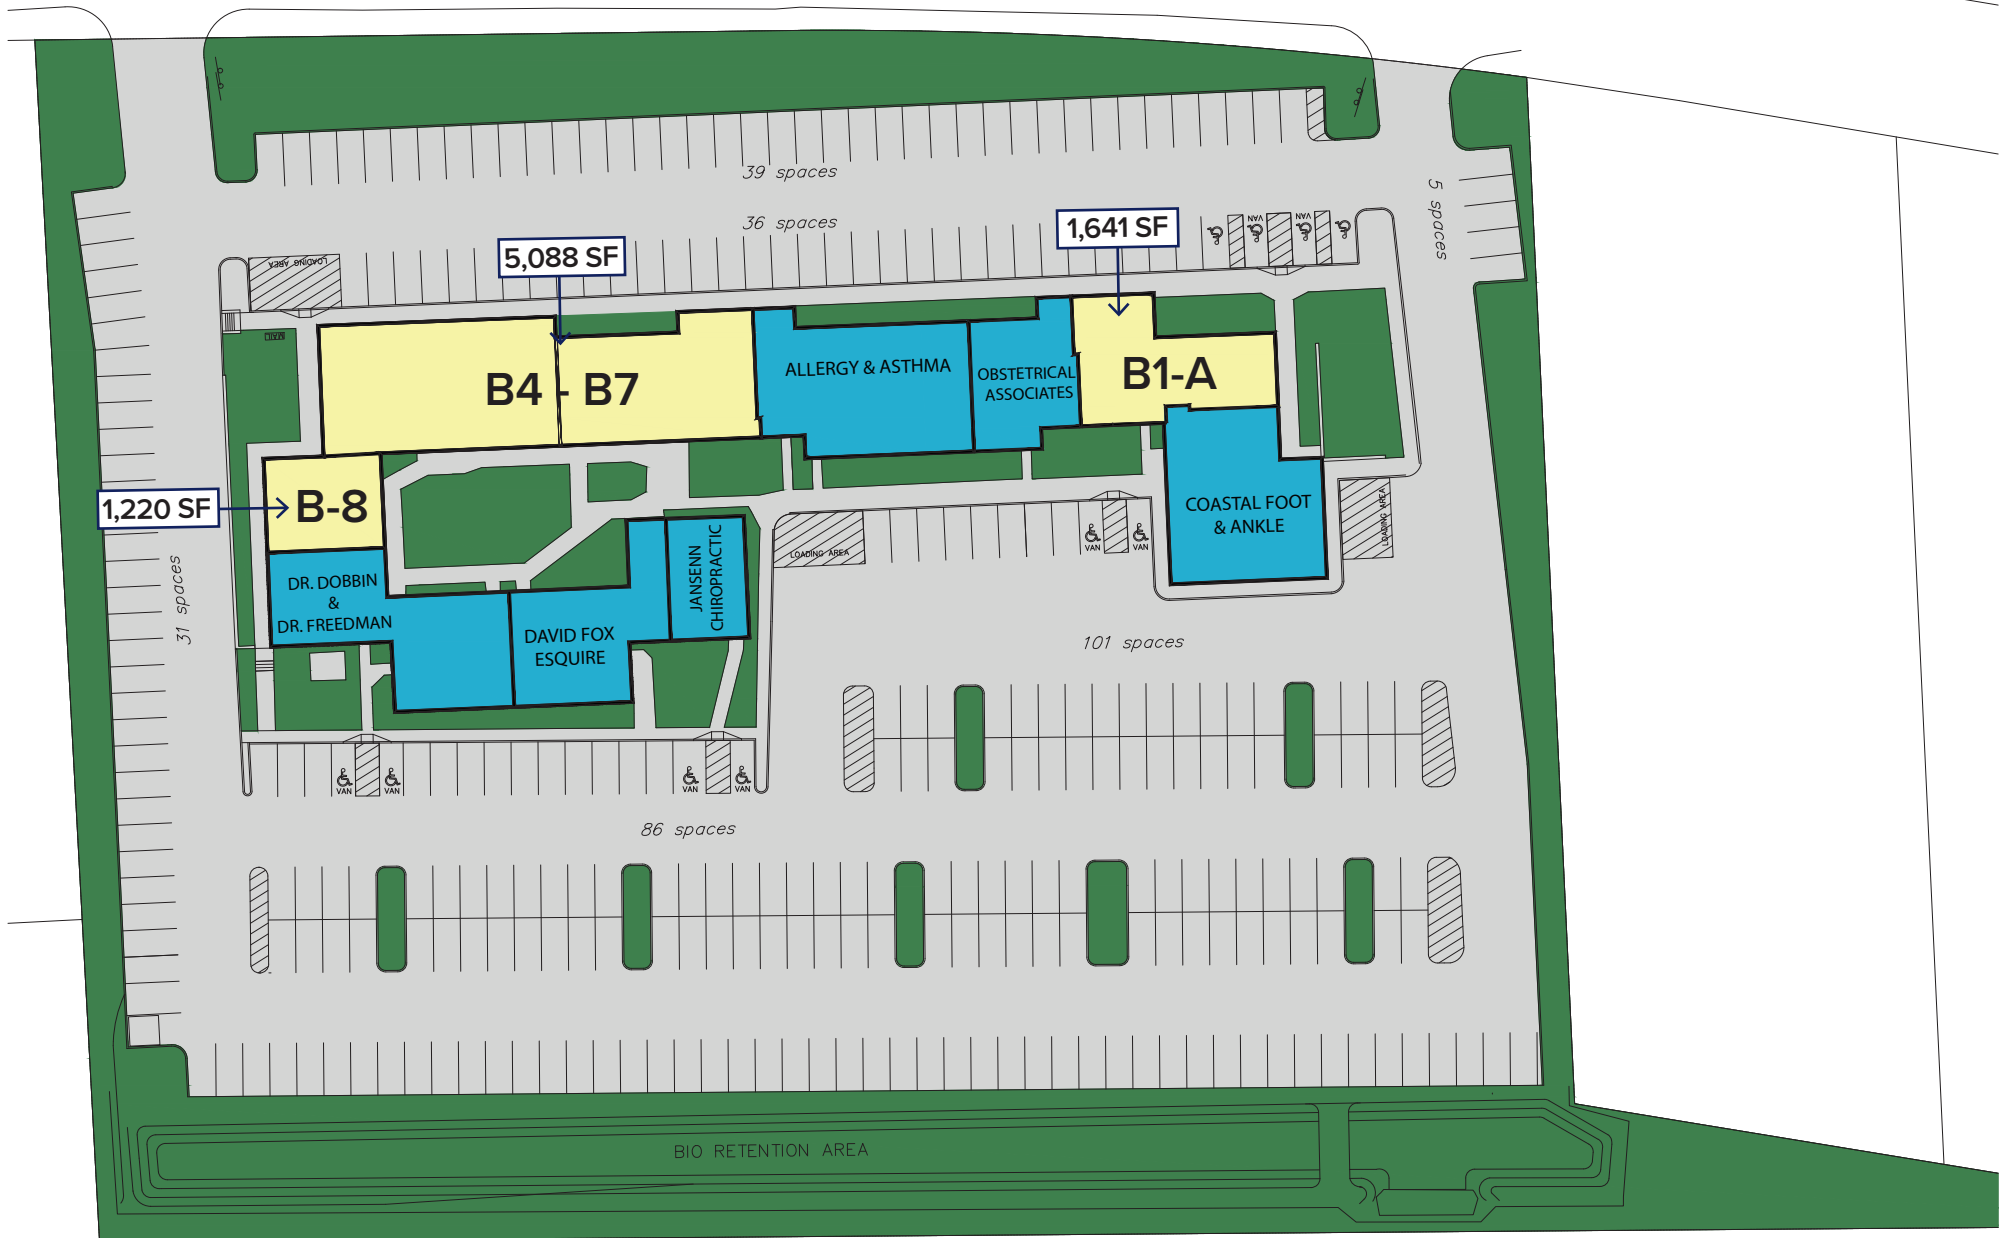 39 spaces
36 spaces
5 spaces
1,641 SF
5,088 SF
VAN
VAN
LOADING AREA
MAIL
B4 - B7
ALLERGY & ASTHMA
OBSTETRICAL
ASSOCIATES
B1-A
1,220 SF
B-8
COASTAL FOOT
& ANKLE
LOADING AREA
LOADING AREA
VAN
VAN
DR. DOBBIN
&
DR. FREEDMAN
JANSENN
CHIROPRACTIC
DAVID FOX
ESQUIRE
31 spaces
101 spaces
VAN
VAN
VAN
VAN
86 spaces
BIO RETENTION AREA